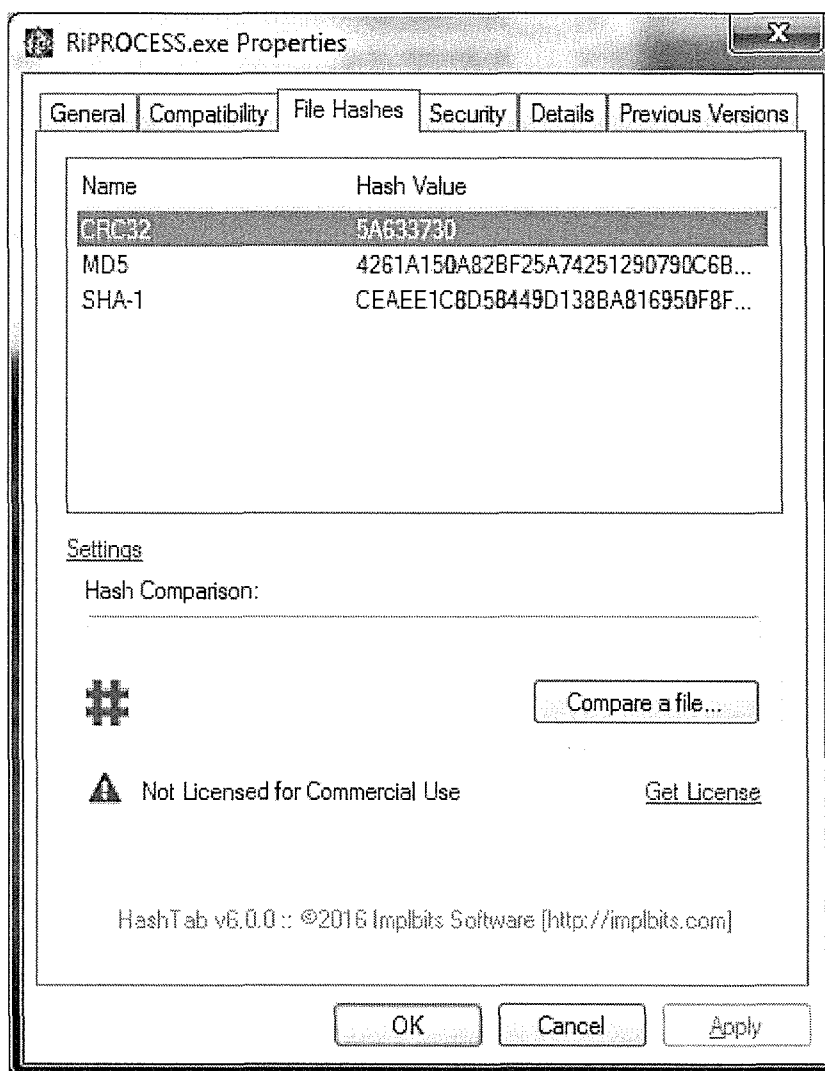 RiPROCESS.exe Properties
General Compatibility File Hashes Security Details Previous Versions
Name Hash Value
CRC32 5A633730
MD5 4261A150A82BF25A74251290790C6B...
SHA-1 CEAEE1C8D58449D138BA816950F8F...
Settings
Hash Comparison:
Compare a file...
Not Licensed for Commercial Use Get License
HashTab v6.0.0 :: ©2016 Implbits Software [http://implbits.com]
OK Cancel Apply